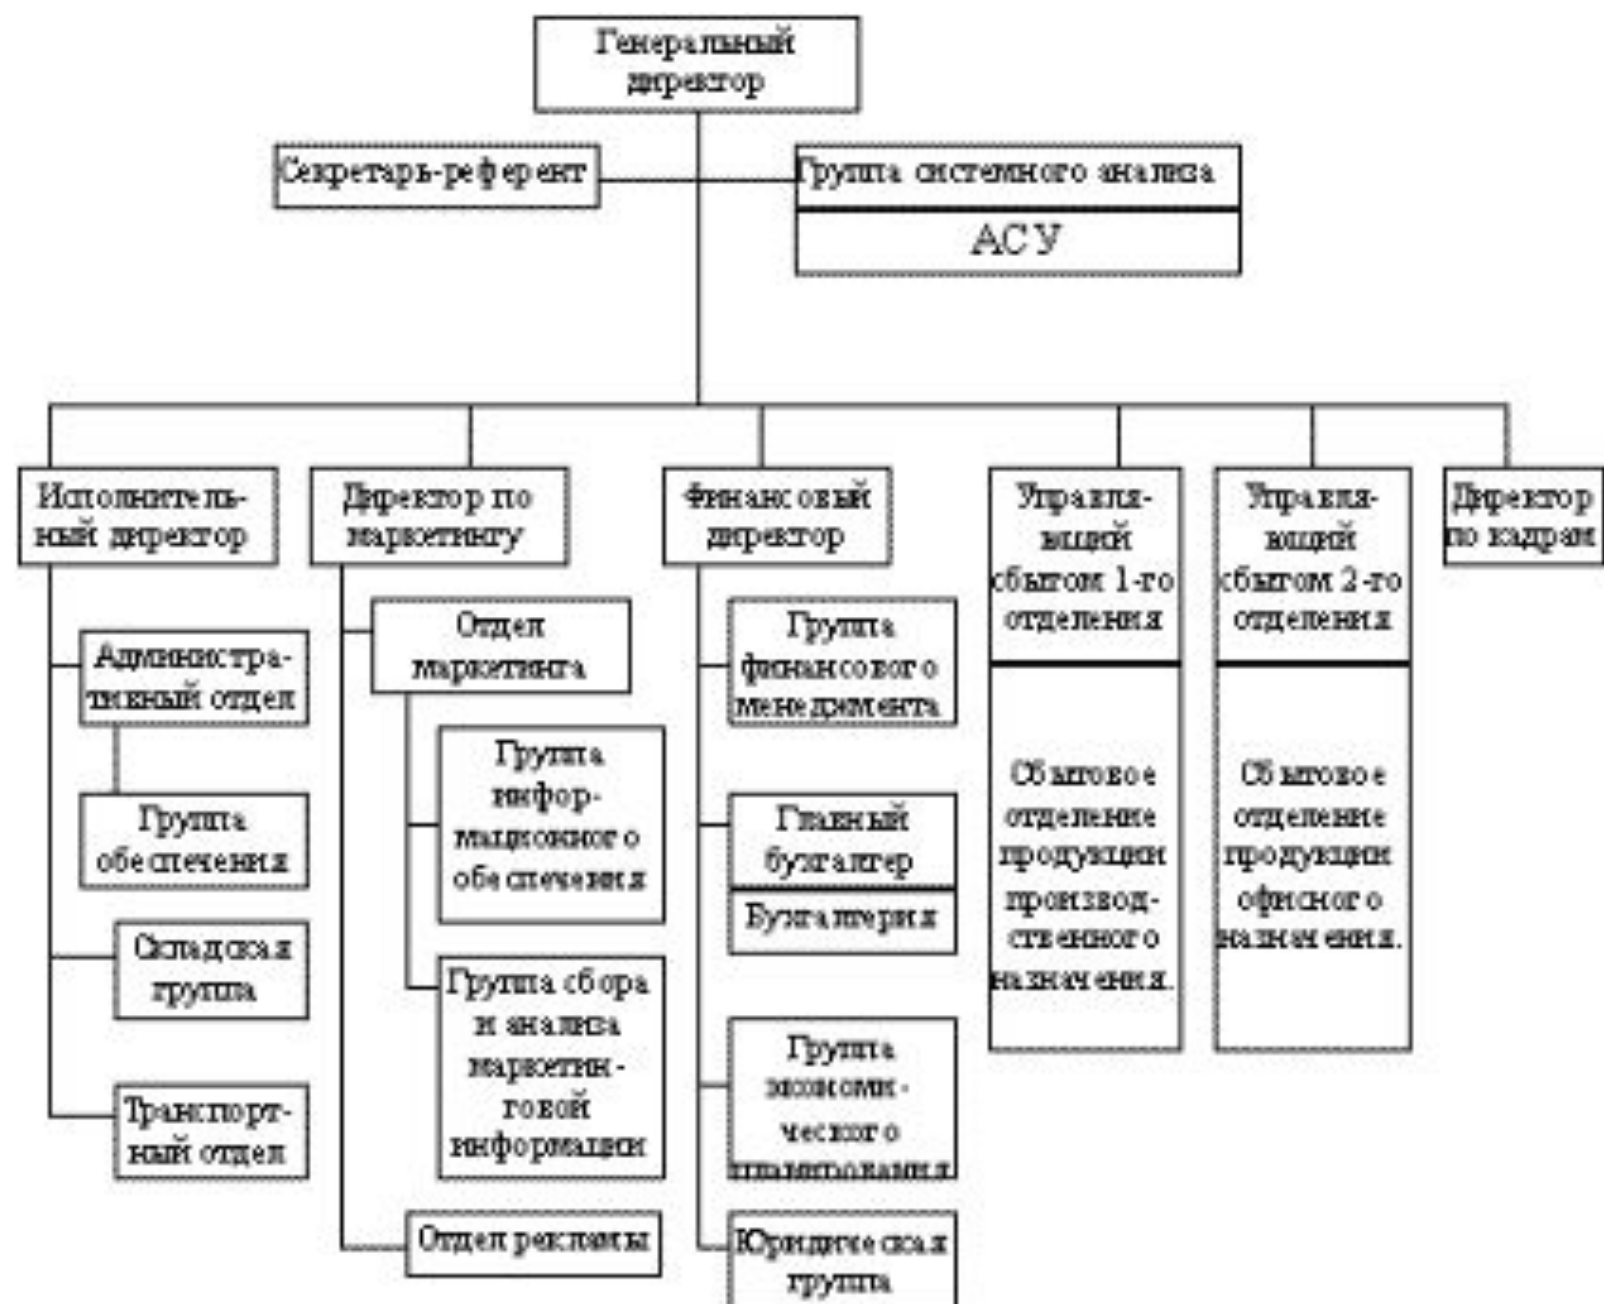 Генеральный
директор
Секретарь-референт
Группа системного анализа
АСУ
Исполнитель-
ный директор
Директор по
маркетингу
Финансовый
директор
Управля-
ющий
сбытом 1-го
отделения
Управля-
ющий
сбытом 2-го
отделения
Директор
по кадрам
Администра-
тивный отдел
Группа
обеспечения
Складская
группа
Транспорт-
ный отдел
Отдел
маркетинга
Группа
инфор-
мационного
обеспечения
Группа сбора
и анализа
маркетин-
говой
информации
Отдел рекламы
Группа
финансового
менеджмента
Главный
бухгалтер
Бухгалтерия
Группа
экономи-
ческого
планирования
Юридическая
группа
Сбытовое
отделение
продукции
производ-
ственного
назначения.
Сбытовое
отделение
продукции
офисного
назначения.